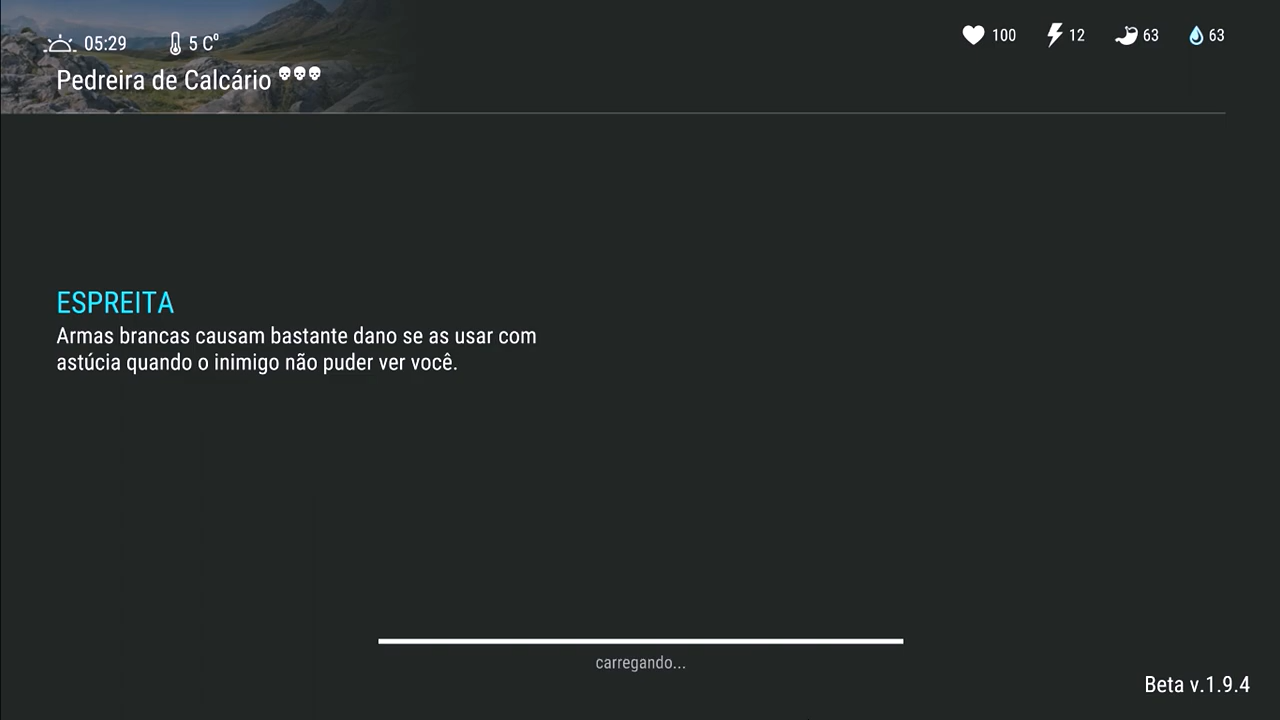 05:29 5 C⁰ 100 12 63 63
Pedreira de Calcário
ESPREITA
Armas brancas causam bastante dano se as usar com
astúcia quando o inimigo não puder ver você.
carregando...
Beta v.1.9.4